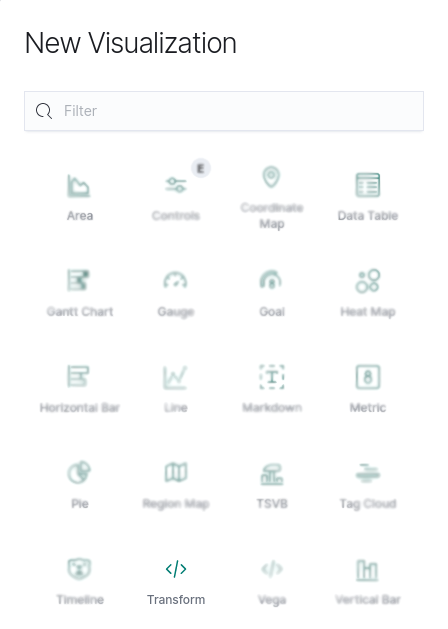 New Visualization
Filter
E
Area
Controls
Coordinate
Map
Data Table
Gantt Chart
Gauge
Goal
Heat Map
Horizontal Bar
Line
Markdown
8
Metric
Pie
Region Map
TSVB
Tag Cloud
Timeline
Transform
Vega
Vertical Bar